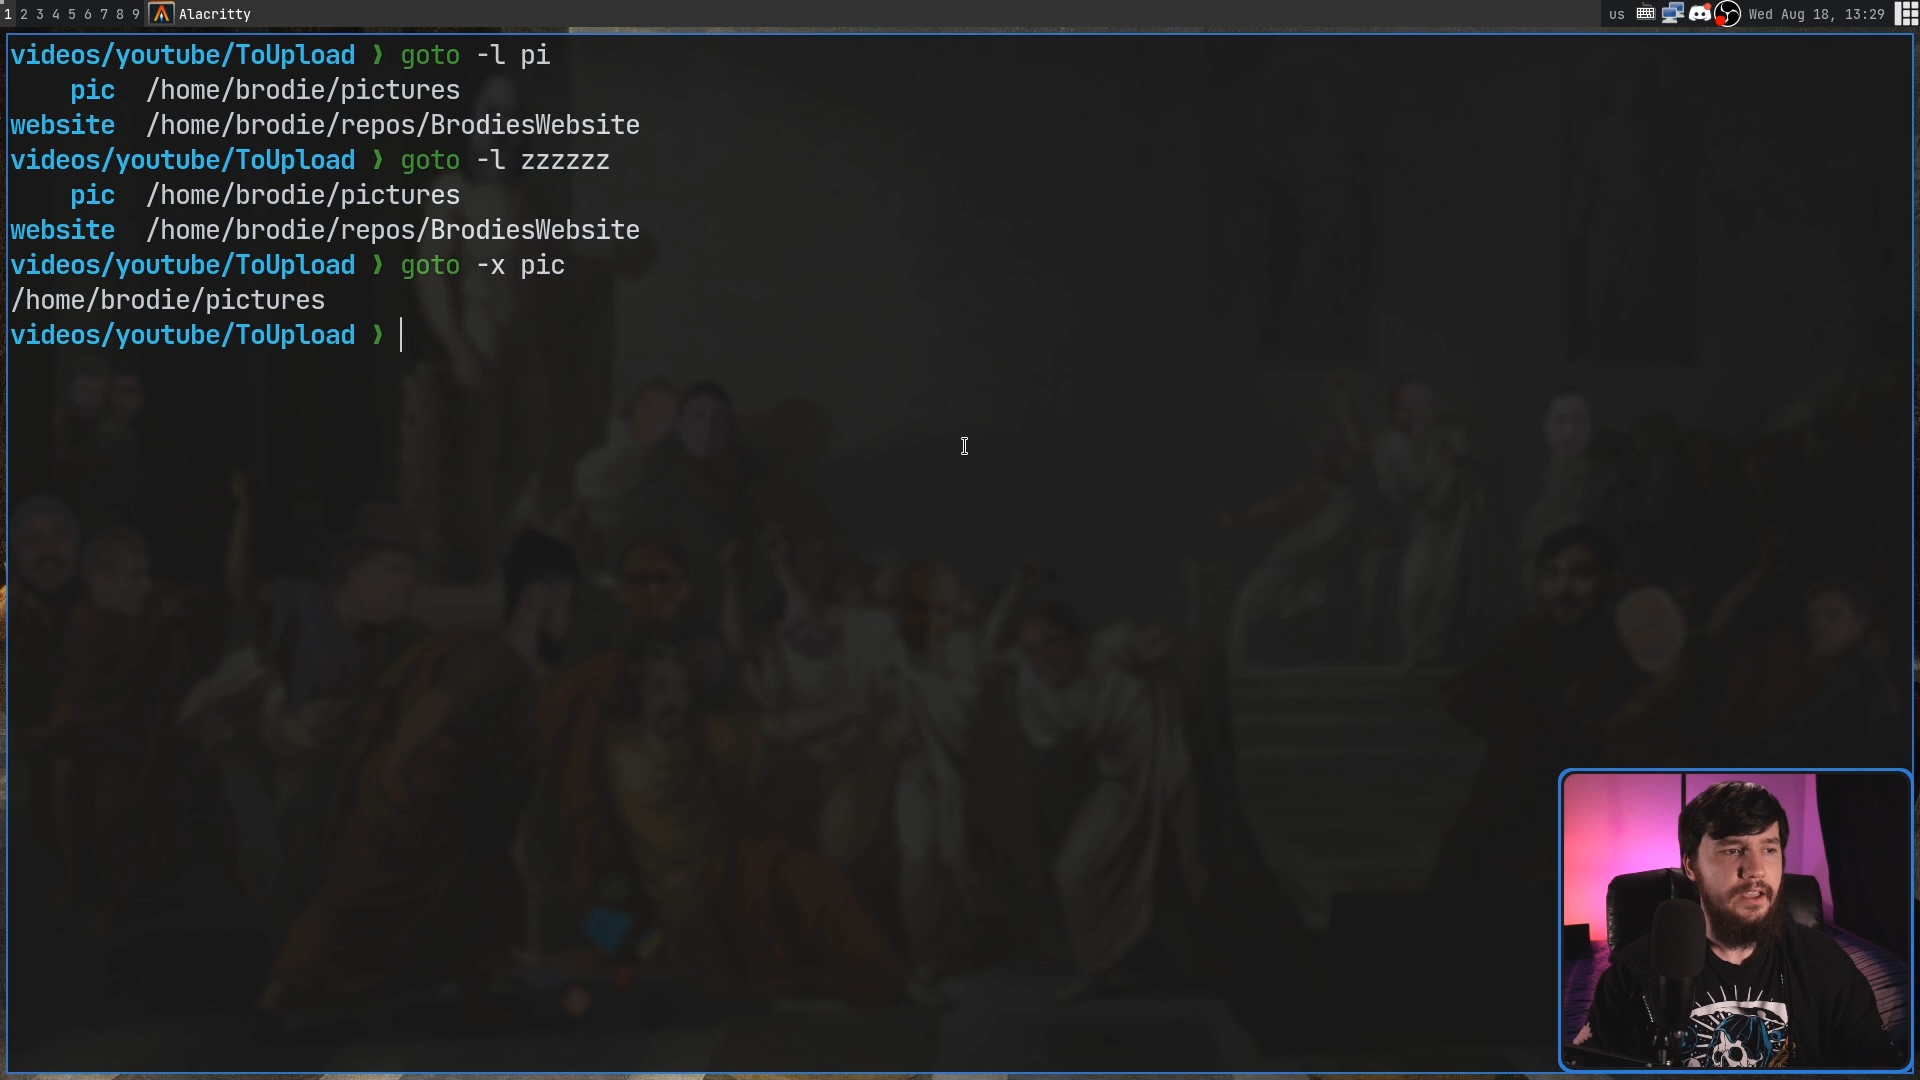 1 2 3 4 5 6 7 8 9 Alacritty us Wed Aug 18, 13:29
videos/youtube/ToUpload ❯ goto -l pi
pic /home/brodie/pictures
website /home/brodie/repos/BrodiesWebsite
videos/youtube/ToUpload ❯ goto -l zzzzzz
pic /home/brodie/pictures
website /home/brodie/repos/BrodiesWebsite
videos/youtube/ToUpload ❯ goto -x pic
/home/brodie/pictures
videos/youtube/ToUpload ❯